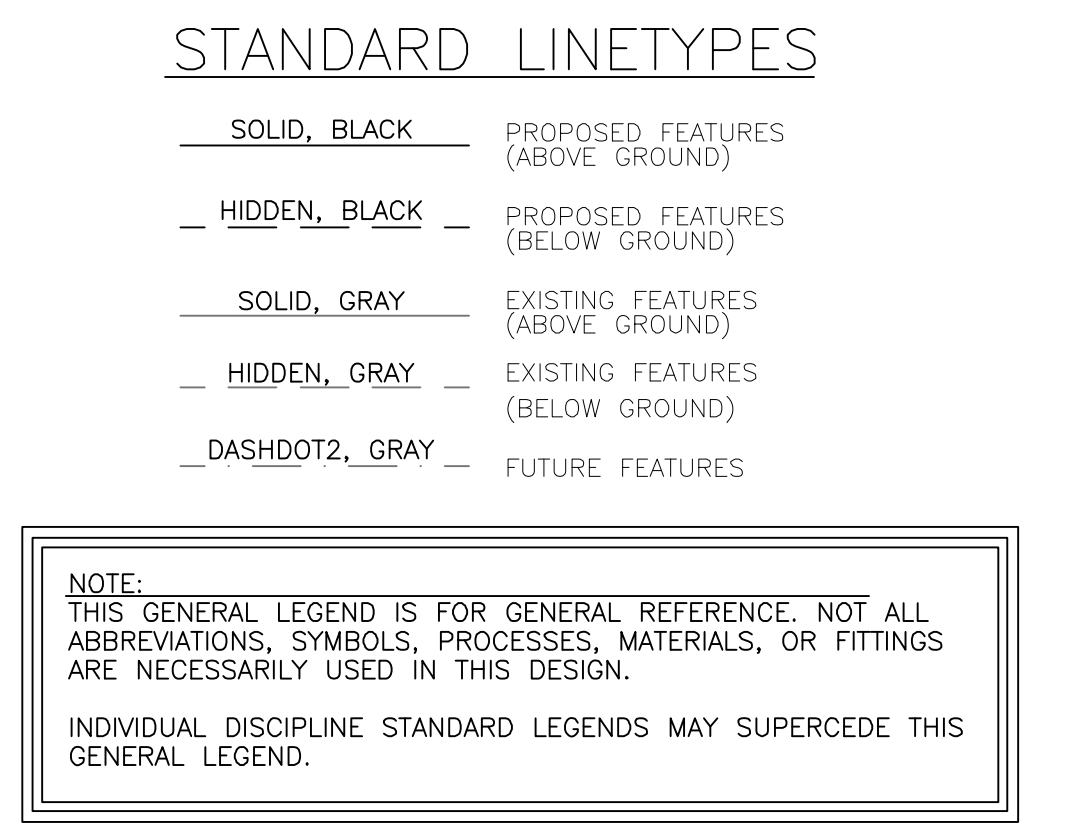 STANDARD LINETYPES
SOLID, BLACK
PROPOSED FEATURES
(ABOVE GROUND)
HIDDEN, BLACK
PROPOSED FEATURES
(BELOW GROUND)
SOLID, GRAY
EXISTING FEATURES
(ABOVE GROUND)
HIDDEN, GRAY
EXISTING FEATURES
(BELOW GROUND)
DASHDOT2, GRAY
FUTURE FEATURES
NOTE:
THIS GENERAL LEGEND IS FOR GENERAL REFERENCE. NOT ALL
ABBREVIATIONS, SYMBOLS, PROCESSES, MATERIALS, OR FITTINGS
ARE NECESSARILY USED IN THIS DESIGN.
INDIVIDUAL DISCIPLINE STANDARD LEGENDS MAY SUPERCEDE THIS
GENERAL LEGEND.